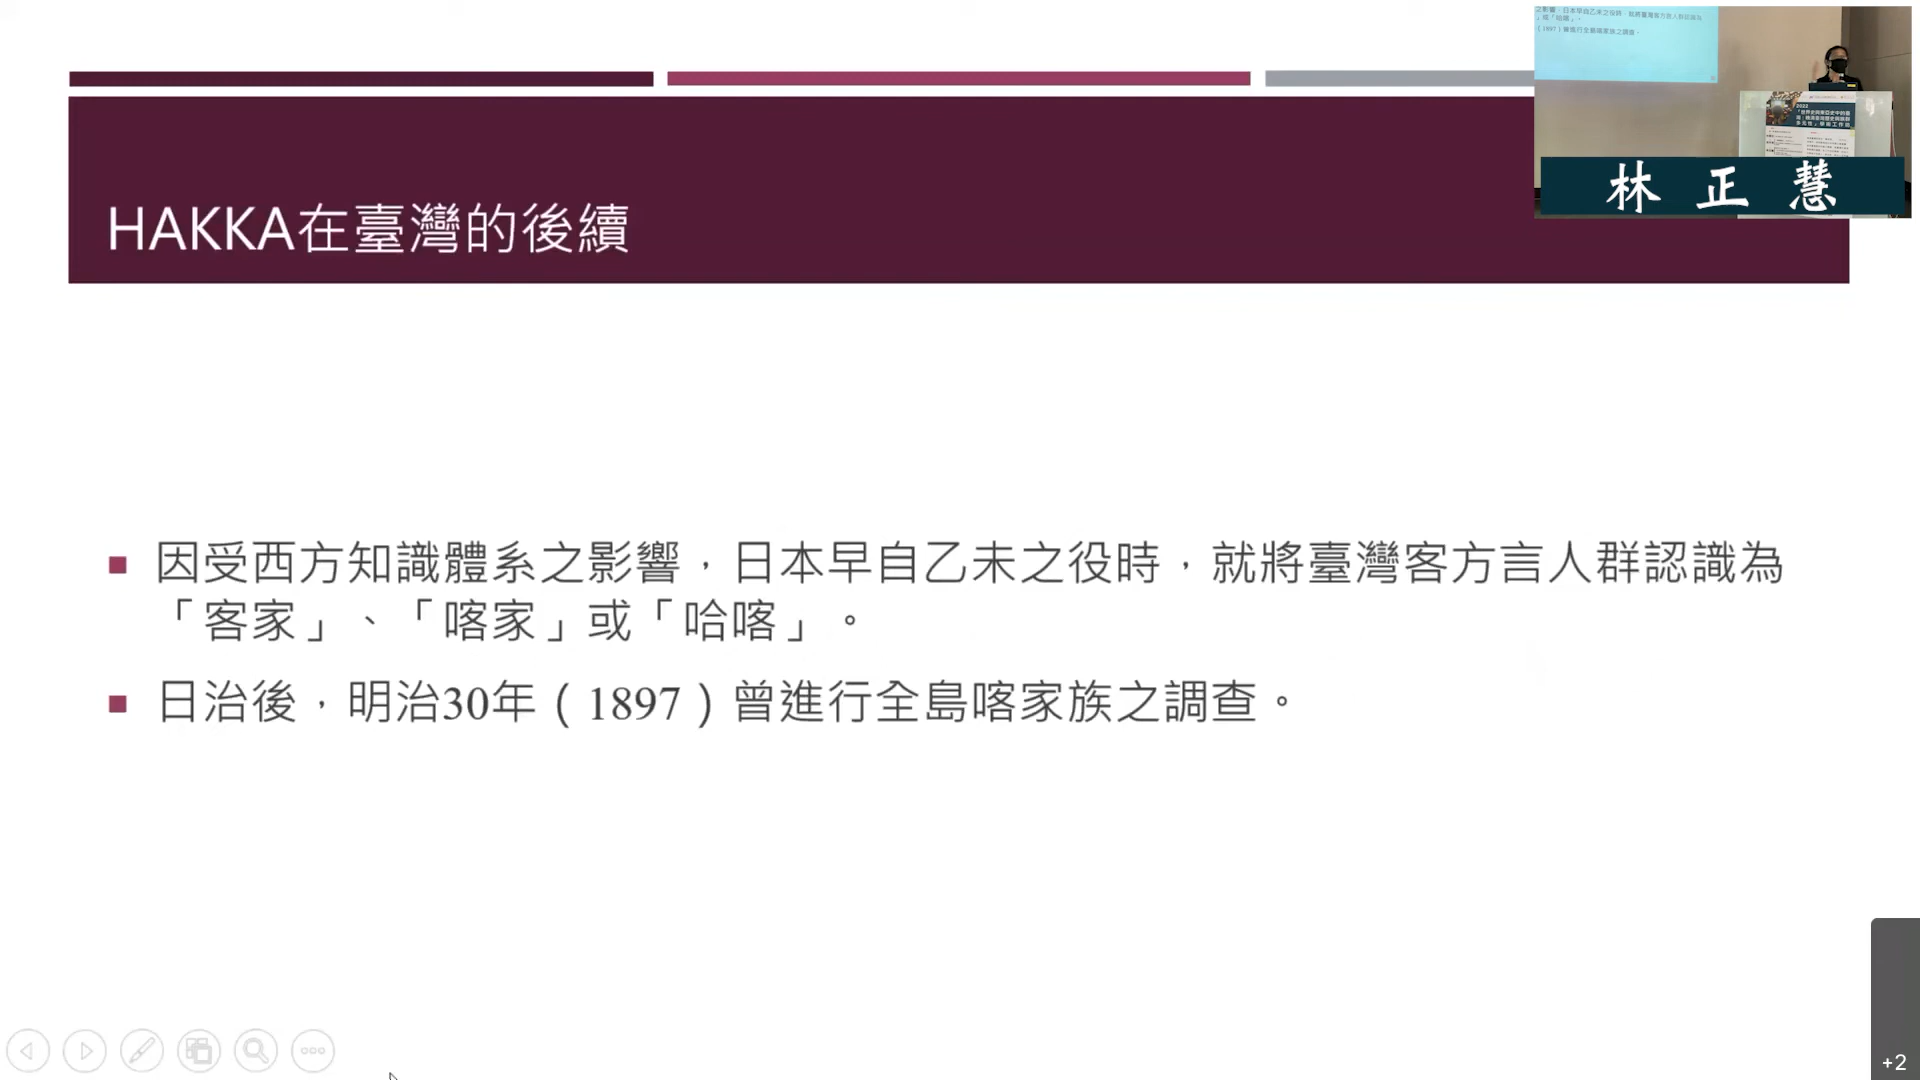 HAKKA在臺灣的後續
因受西方知識體系之影響，日本早自乙未之役時，就將臺灣客方言人群認識為
「客家」、「喀家」或「哈喀」。
日治後，明治30年（1897）曾進行全島喀家族之調查。
林正慧
2022
+2